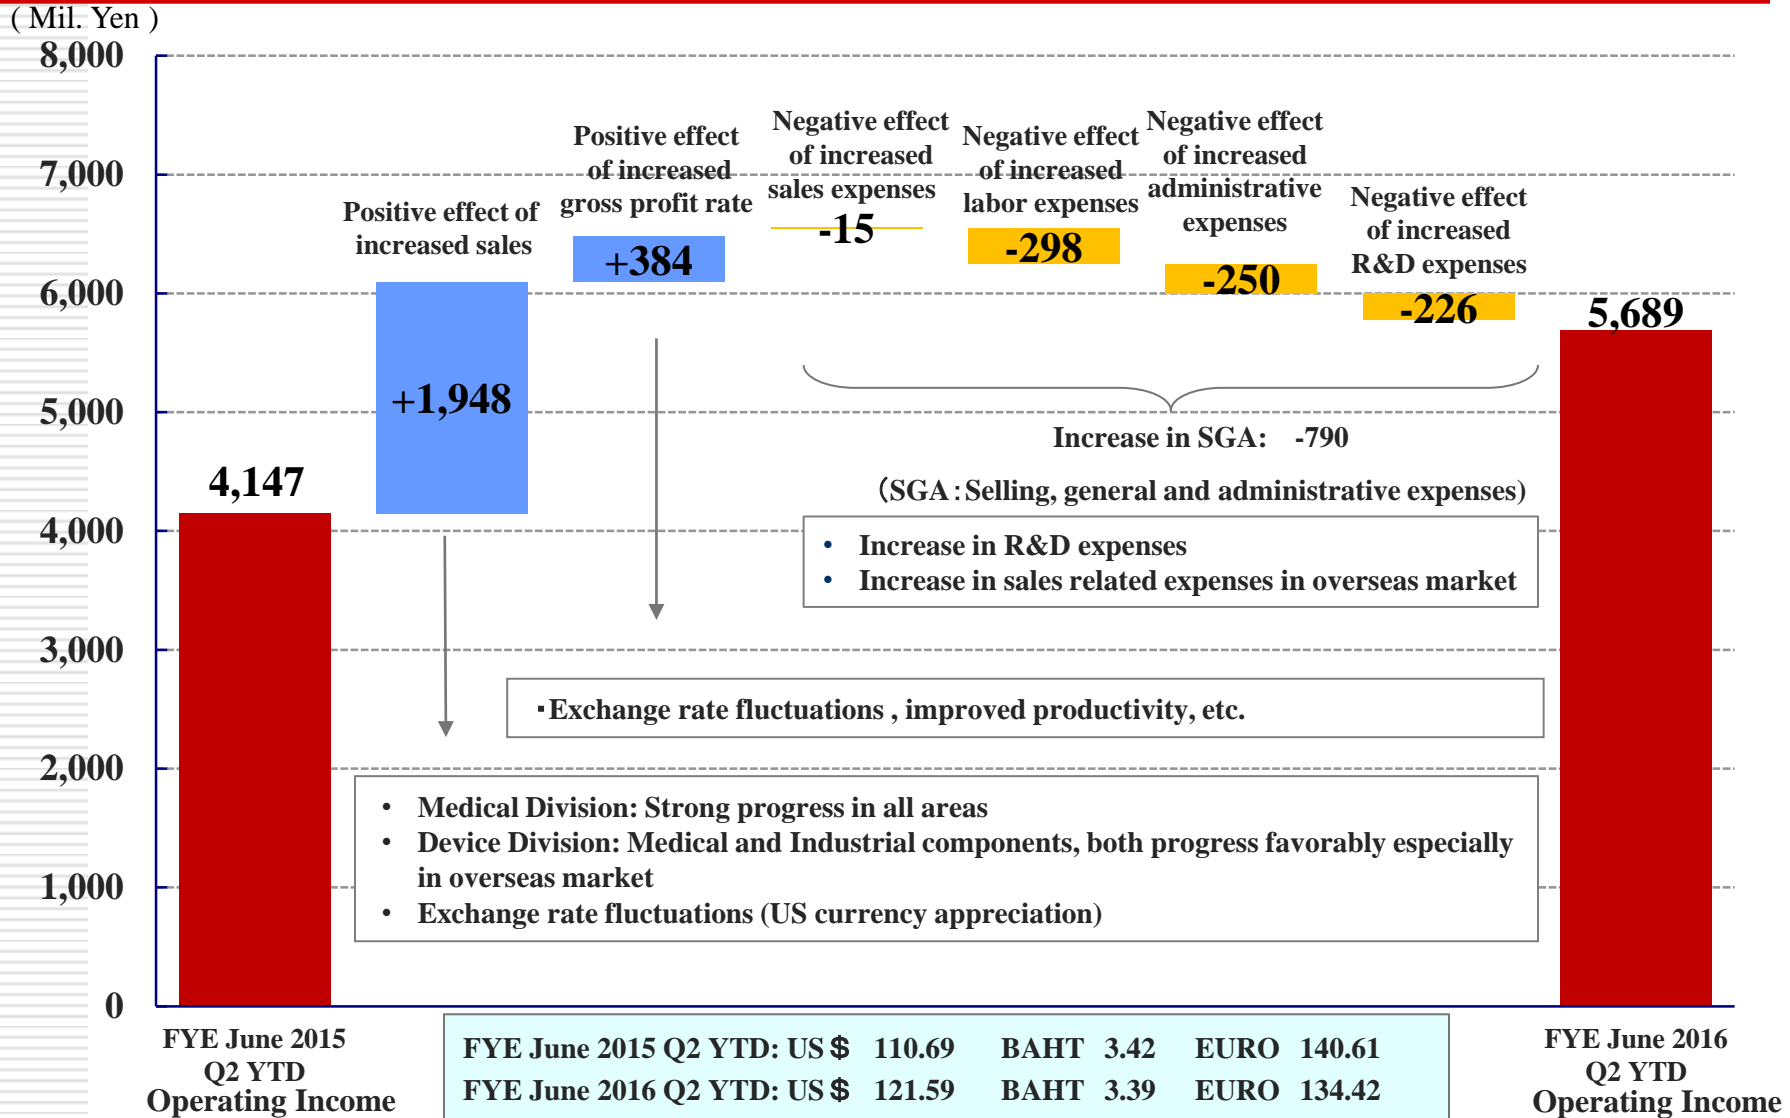 ( Mil. Yen )
8,000
7,000
6,000
5,000
4,000
3,000
2,000
1,000
0
4,147
Positive effect of
increased sales
+1,948
Positive effect
of increased
gross profit rate
+384
Negative effect
of increased
sales expenses
-15
Negative effect
of increased
labor expenses
-298
Negative effect
of increased
administrative
expenses
-250
Negative effect
of increased
R&D expenses
-226
5,689
Increase in SGA: -790
(SGA:Selling, general and administrative expenses)
• Increase in R&D expenses
• Increase in sales related expenses in overseas market
▪Exchange rate fluctuations , improved productivity, etc.
• Medical Division: Strong progress in all areas
• Device Division: Medical and Industrial components, both progress favorably especially
in overseas market
• Exchange rate fluctuations (US currency appreciation)
FYE June 2015
Q2 YTD
Operating Income
FYE June 2015 Q2 YTD: US$ 110.69 BAHT 3.42 EURO 140.61
FYE June 2016 Q2 YTD: US$ 121.59 BAHT 3.39 EURO 134.42
FYE June 2016
Q2 YTD
Operating Income